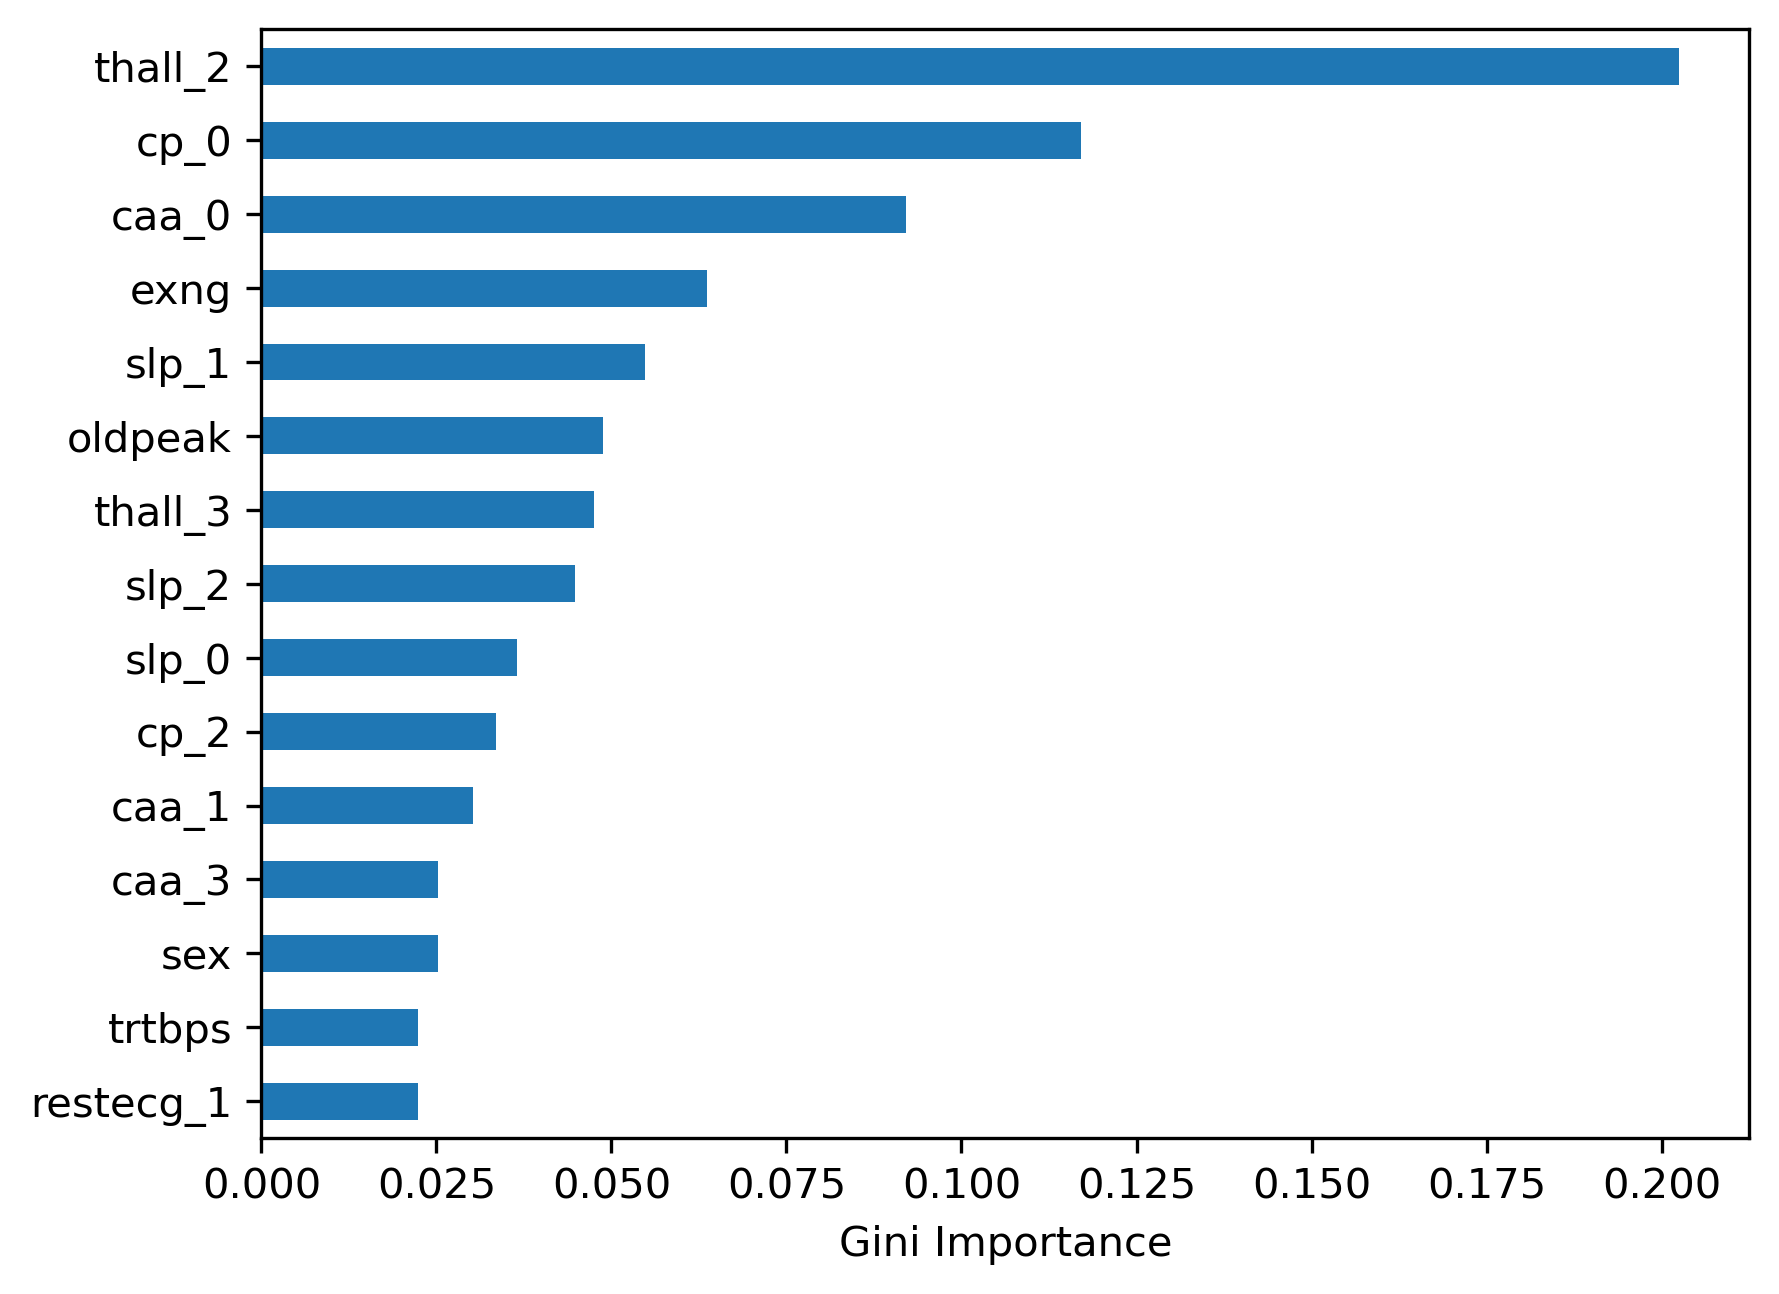 thall_2
cp_0
caa_0
exng
slp_1
oldpeak
thall_3
slp_2
slp_0
cp_2
caa_1
caa_3
sex
trtbps
restecg_1
0.000 0.025 0.050 0.075 0.100 0.125 0.150 0.175 0.200
Gini Importance